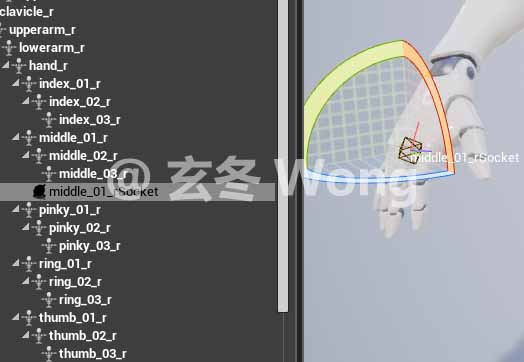 clavicle_r
upperarm_r
lowerarm_r
hand_r
index_01_r
index_02_r
index_03_r
middle_01_r
middle_02_r
middle_03_r
middle_01_rSocket
pinky_01_r
pinky_02_r
pinky_03_r
ring_01_r
ring_02_r
ring_03_r
thumb_01_r
thumb_02_r
thumb_03_r
middle_01_rSocket
@ 玄冬 Wong